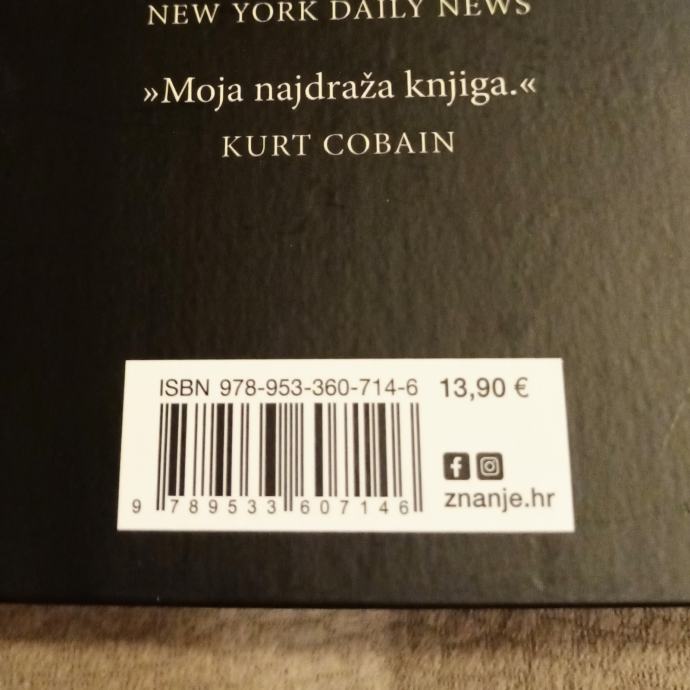 NEW YORK DAILY NEWS
»Moja najdraža knjiga.«
KURT COBAIN
ISBN 978-953-360-714-6 13,90 €
9 789533 607146
znanje.hr